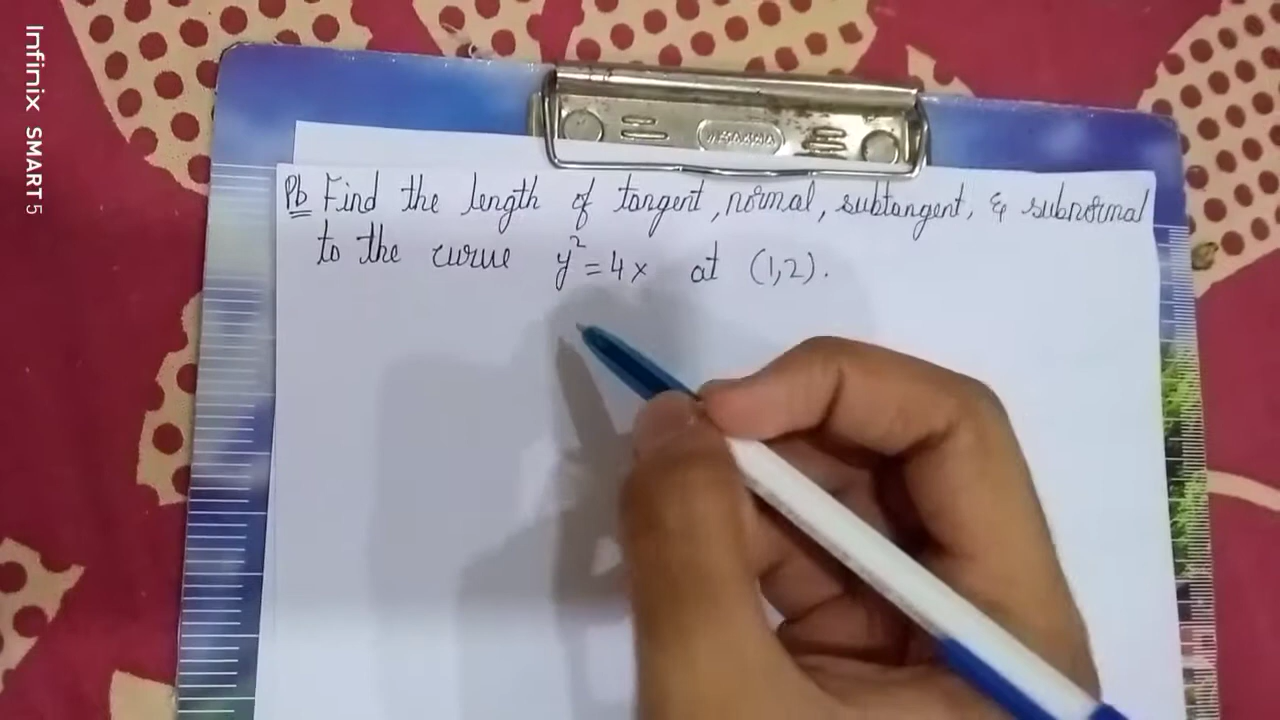 Infinix SMART 5
Pb Find the length of tangent, normal, subtangent, & subnormal
to the curve y² = 4x at (1,2).